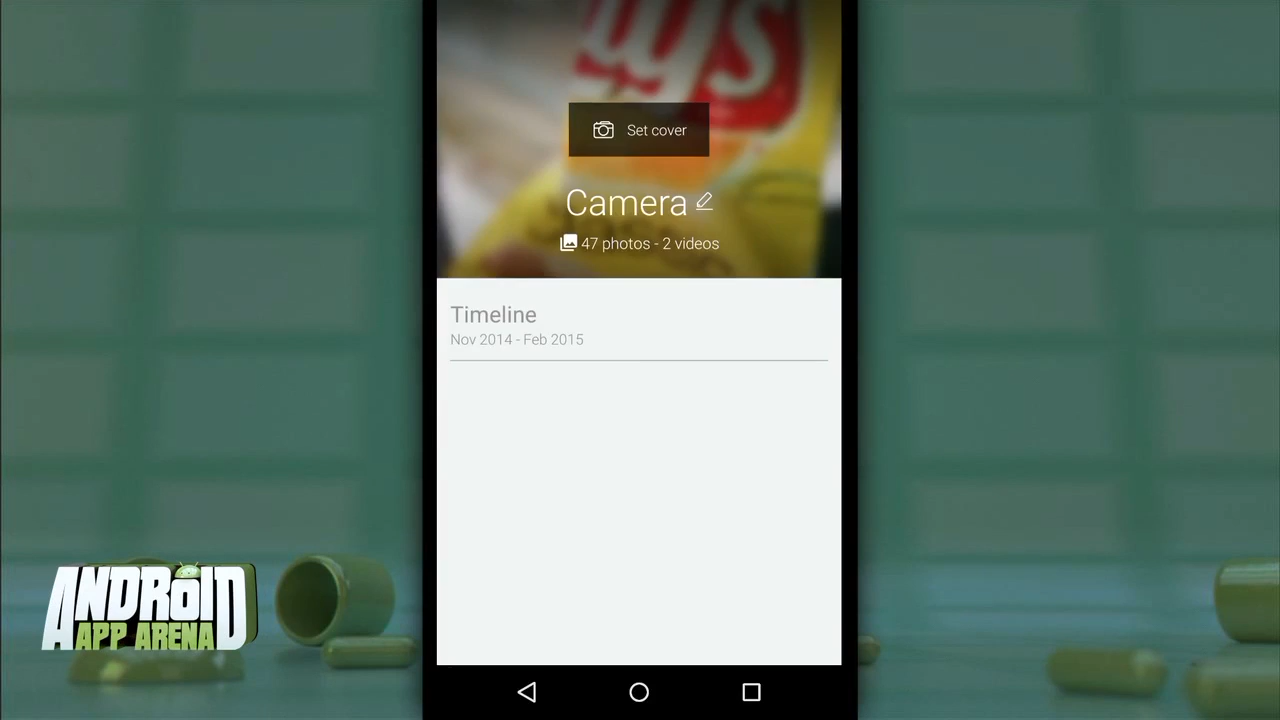 Set cover
Camera
47 photos - 2 videos
Timeline
Nov 2014 - Feb 2015
ANDROID
APP ARENA